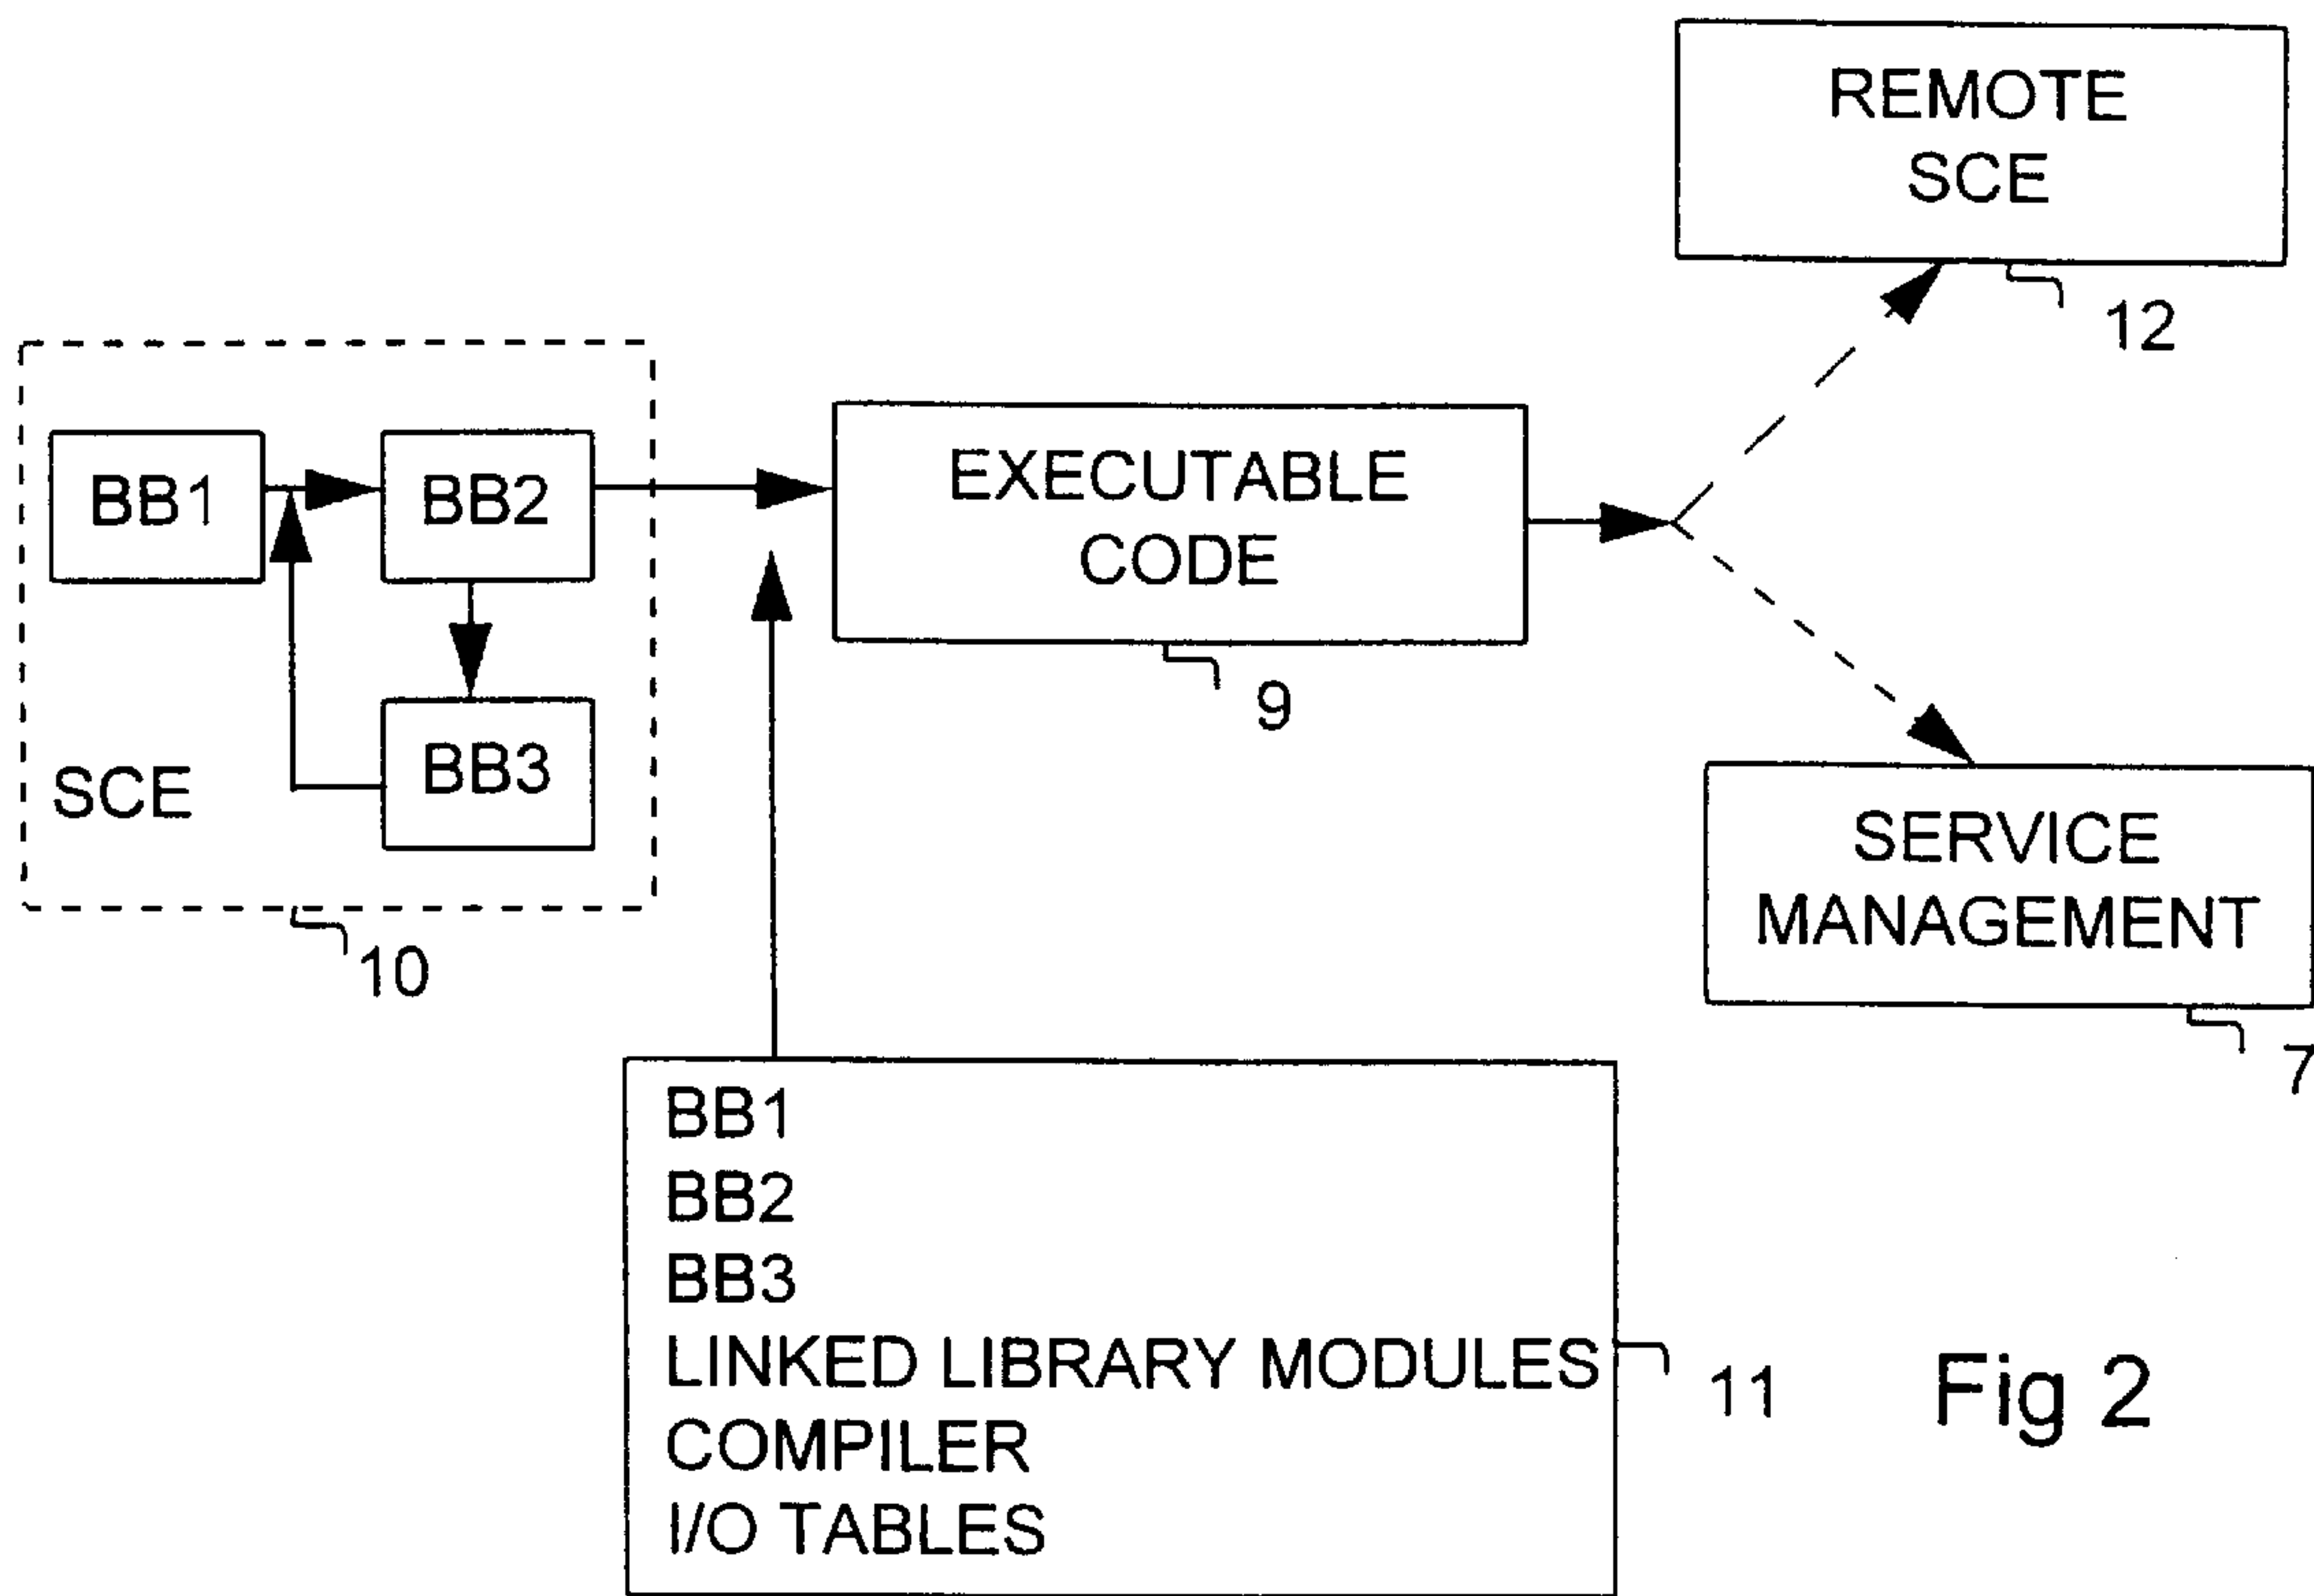 REMOTE
SCE
12
BB1
BB2
BB3
SCE
10
EXECUTABLE
CODE
9
SERVICE
MANAGEMENT
7
BB1
BB2
BB3
LINKED LIBRARY MODULES
COMPILER
I/O TABLES
11
Fig 2